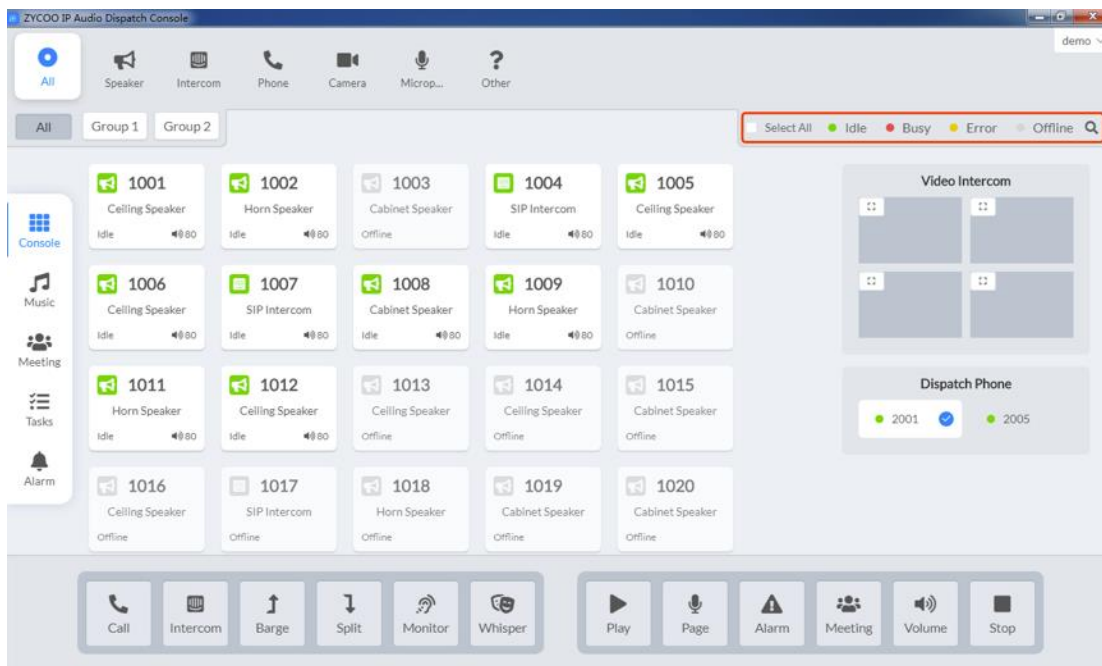 ZYCOO IP Audio Dispatch Console
demo
All
Speaker
Intercom
Phone
Camera
Microp...
Other
All
Group 1
Group 2
Select All
Idle
Busy
Error
Offline
Console
Music
Meeting
Tasks
Alarm
1001
Ceiling Speaker
Idle 80
1002
Horn Speaker
Idle 80
1003
Cabinet Speaker
Offline
1004
SIP Intercom
Idle 80
1005
Ceiling Speaker
Idle 80
1006
Ceiling Speaker
Idle 80
1007
SIP Intercom
Idle 80
1008
Cabinet Speaker
Idle 80
1009
Horn Speaker
Idle 80
1010
Cabinet Speaker
Offline
1011
Horn Speaker
Idle 80
1012
Ceiling Speaker
Idle 80
1013
Ceiling Speaker
Offline
1014
Ceiling Speaker
Offline
1015
Cabinet Speaker
Offline
1016
Ceiling Speaker
Offline
1017
SIP Intercom
Offline
1018
Horn Speaker
Offline
1019
Cabinet Speaker
Offline
1020
Cabinet Speaker
Offline
Video Intercom
Dispatch Phone
2001
2005
Call
Intercom
Barge
Split
Monitor
Whisper
Play
Page
Alarm
Meeting
Volume
Stop